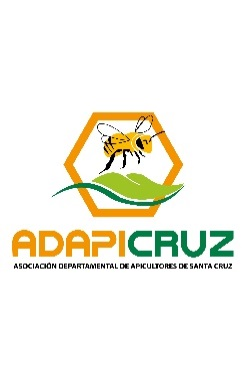 ADAPICRUZ
ASOCIACIÓN DEPARTAMENTAL DE APICULTORES DE SANTA CRUZ